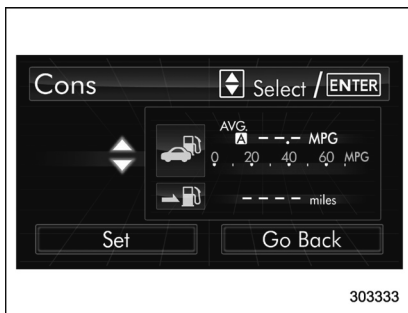 Cons Select / ENTER
AVG.
A --.- MPG
0 . 20 . 40 . 60 MPG
---- miles
Set Go Back
303333